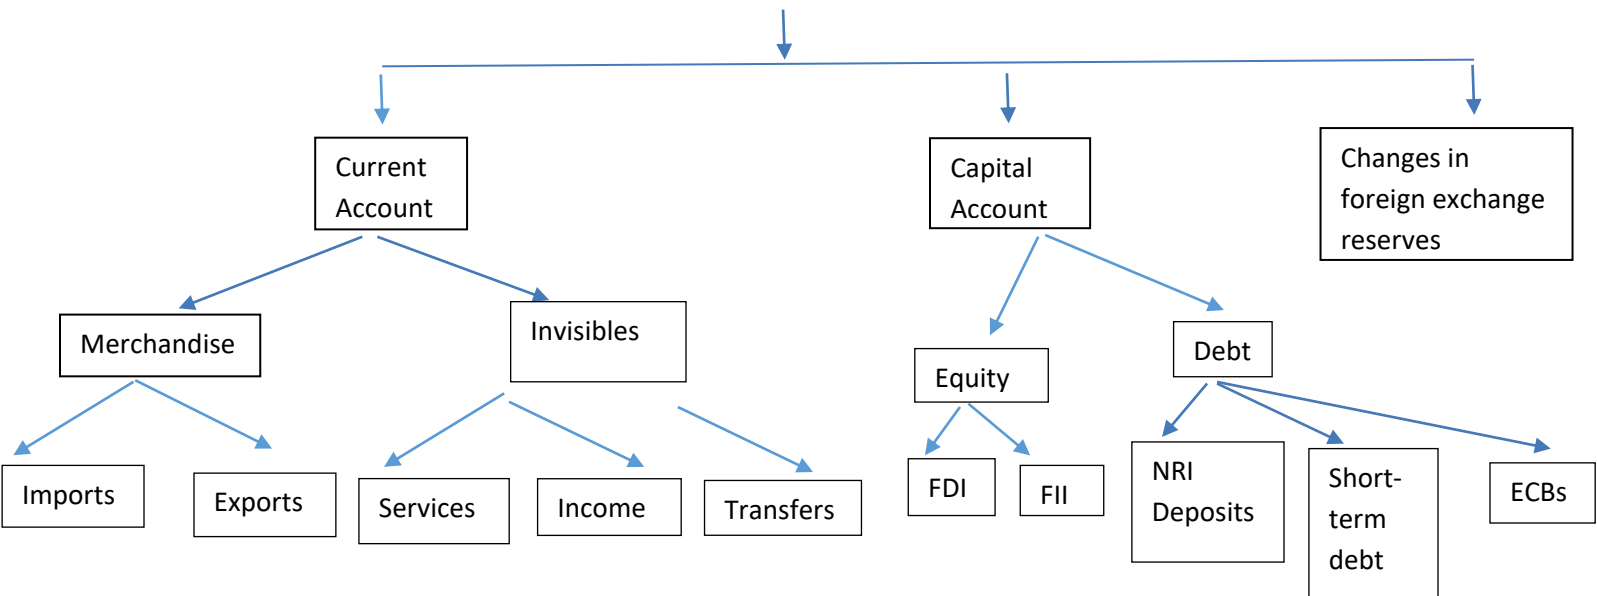 Current
Account
Capital
Account
Changes in
foreign exchange
reserves
Merchandise
Invisibles
Equity
Debt
Imports
Exports
Services
Income
Transfers
FDI
FII
NRI
Deposits
Short-
term
debt
ECBs